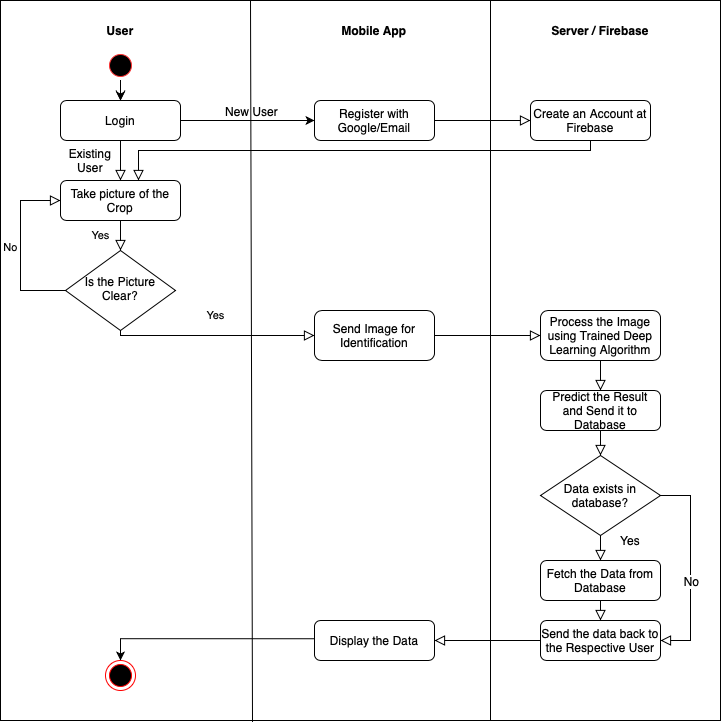 User
Mobile App
Server / Firebase
Login
New User
Register with
Google/Email
Create an Account at
Firebase
Existing
User
Take picture of the
Crop
No
Yes
Is the Picture
Clear?
Yes
Send Image for
Identification
Process the Image
using Trained Deep
Learning Algorithm
Predict the Result
and Send it to
Database
Data exists in
database?
Yes
No
Fetch the Data from
Database
Send the data back to
the Respective User
Display the Data